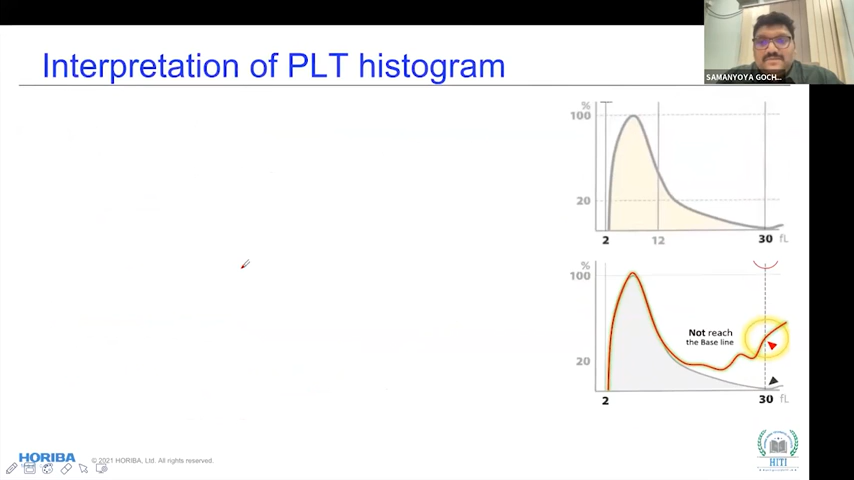 SAMANYOYA GOCH...
Interpretation of PLT histogram
%
100
20
2
12
30
fL
%
100
Not reach
the Base line
20
2
30
fL
HORIBA
© 2021 HORIBA, Ltd. All rights reserved.
HiTi